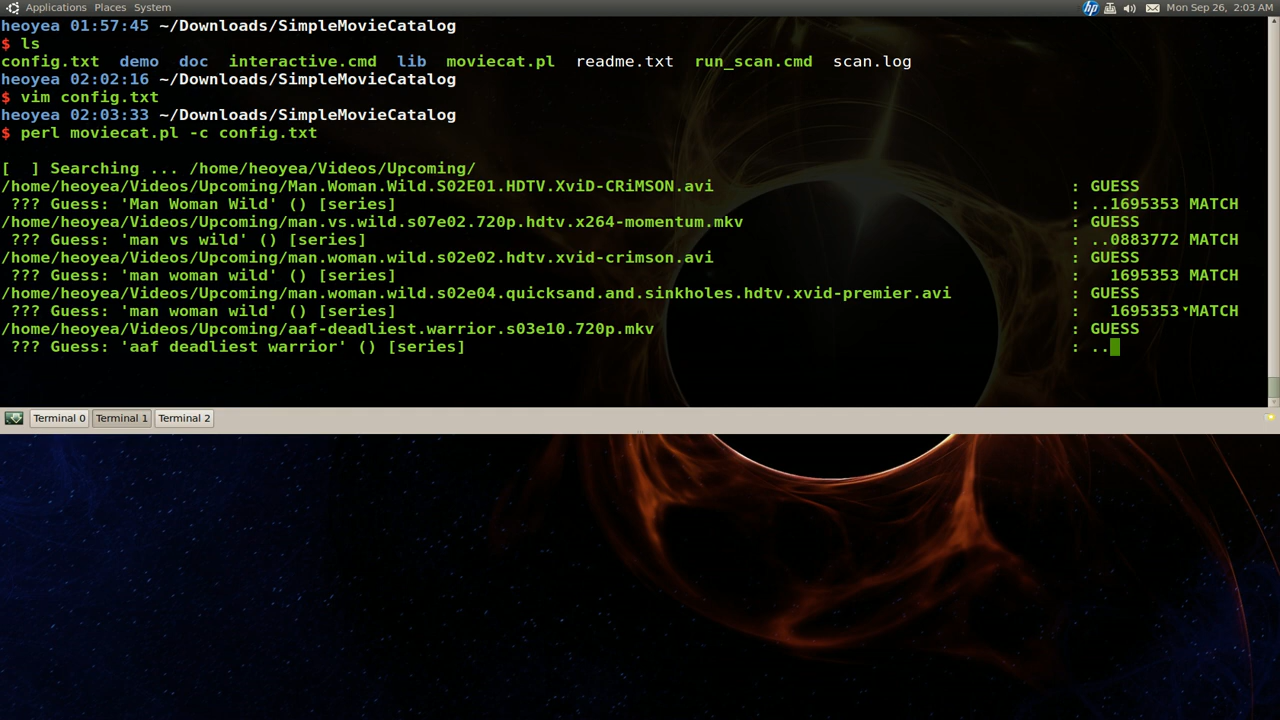 Applications Places System
hp
Mon Sep 26, 2:03 AM
heoyea 01:57:45 ~/Downloads/SimpleMovieCatalog
$ ls
config.txt demo doc interactive.cmd lib moviecat.pl readme.txt run_scan.cmd scan.log
heoyea 02:02:16 ~/Downloads/SimpleMovieCatalog
$ vim config.txt
heoyea 02:03:33 ~/Downloads/SimpleMovieCatalog
$ perl moviecat.pl -c config.txt
[  ] Searching ... /home/heoyea/Videos/Upcoming/
/home/heoyea/Videos/Upcoming/Man.Woman.Wild.S02E01.HDTV.XviD-CRiMSON.avi : GUESS
??? Guess: 'Man Woman Wild' () [series] : ..1695353 MATCH
/home/heoyea/Videos/Upcoming/man.vs.wild.s07e02.720p.hdtv.x264-momentum.mkv : GUESS
??? Guess: 'man vs wild' () [series] : ..0883772 MATCH
/home/heoyea/Videos/Upcoming/man.woman.wild.s02e02.hdtv.xvid-crimson.avi : GUESS
??? Guess: 'man woman wild' () [series] : 1695353 MATCH
/home/heoyea/Videos/Upcoming/man.woman.wild.s02e04.quicksand.and.sinkholes.hdtv.xvid-premier.avi : GUESS
??? Guess: 'man woman wild' () [series] : 1695353 MATCH
/home/heoyea/Videos/Upcoming/aaf-deadliest.warrior.s03e10.720p.mkv : GUESS
??? Guess: 'aaf deadliest warrior' () [series] : ..
Terminal 0 Terminal 1 Terminal 2